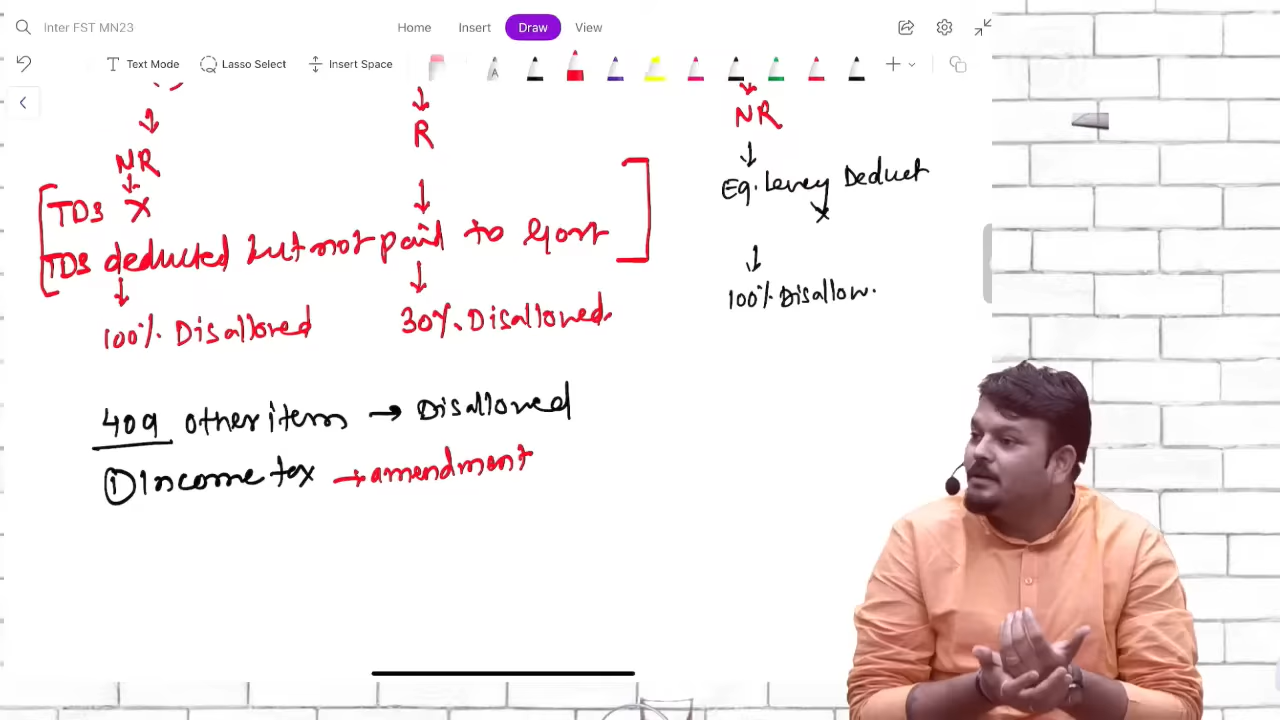 Inter FST MN23
Home Insert Draw View
Text Mode Lasso Select Insert Space
NR R NR
TDS X
TDS deducted but not paid to Govt
100% Disallowed 30% Disallowed.
Eq. Levey Deduct
X
100% Disallow.
40a other item → Disallowed
① Income tax → amendment